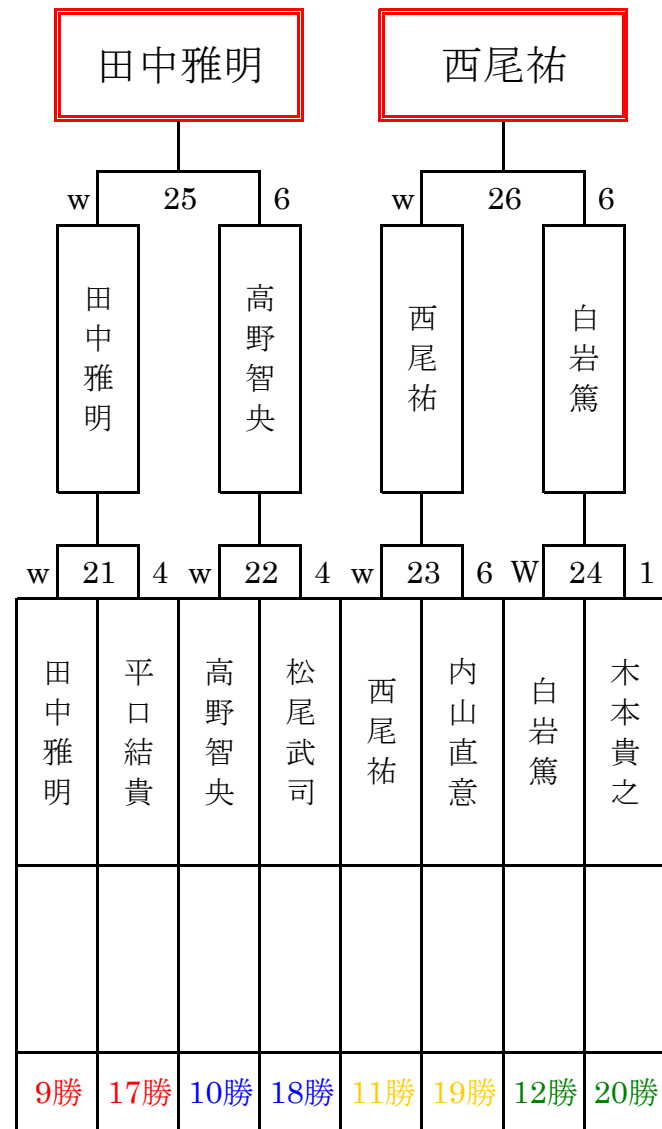 田中雅明 西尾祐
w 25 6 w 26 6
田中雅明
高野智央
西尾祐
白岩篤
w 21 4 w 22 4 w 23 6 W 24 1
田中雅明
平口結貴
高野智央
松尾武司
西尾祐
内山直意
白岩篤
木本貴之
9勝 17勝 10勝 18勝 11勝 19勝 12勝 20勝